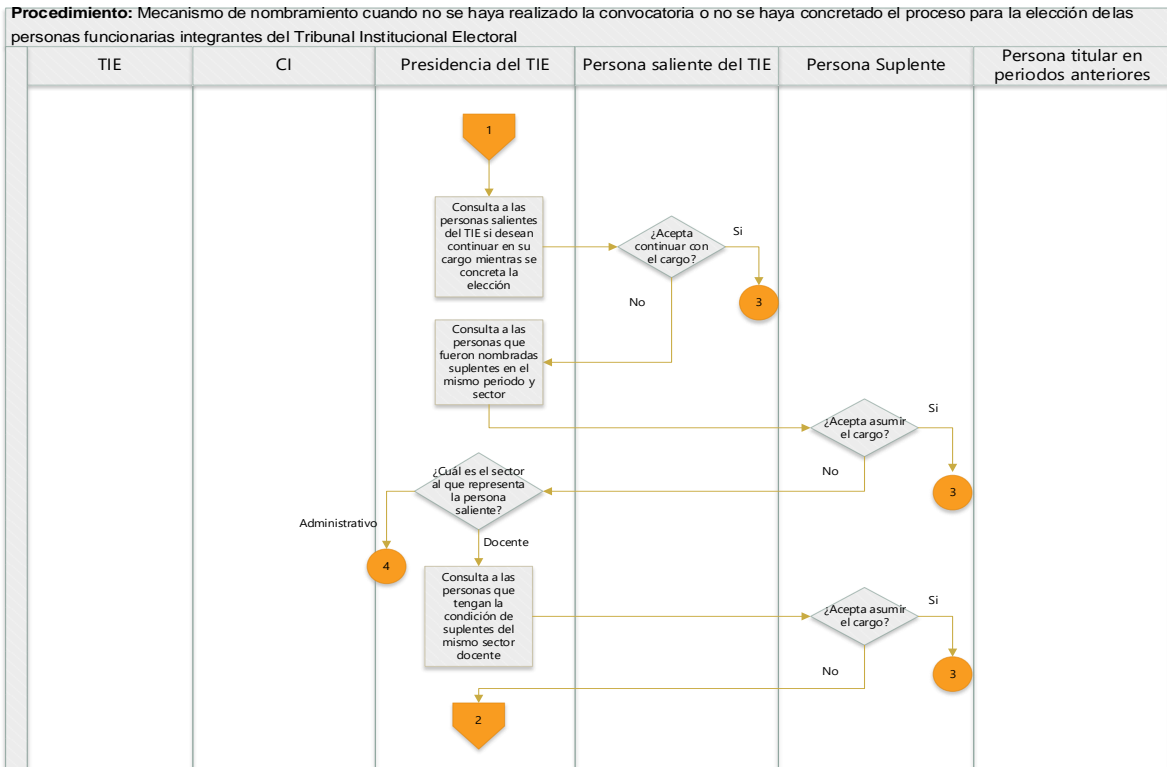 Procedimiento: Mecanismo de nombramiento cuando no se haya realizado la convocatoria o no se haya concretado el proceso para la elección de las
personas funcionarias integrantes del Tribunal Institucional Electoral
TIE
CI
Presidencia del TIE
Persona saliente del TIE
Persona Suplente
Persona titular en
periodos anteriores
1
Consulta a las
personas salientes
del TIE si desean
continuar en su
cargo mientras se
concreta la
elección
¿Acepta
continuar con
el cargo?
Si
3
No
Consulta a las
personas que
fueron nombradas
suplentes en el
mismo periodo y
sector
¿Acepta asumir
el cargo?
Si
3
No
¿Cuál es el sector
al que representa
la persona
saliente?
Administrativo
4
Docente
Consulta a las
personas que
tengan la
condición de
suplentes del
mismo sector
docente
¿Acepta asumir
el cargo?
Si
3
No
2